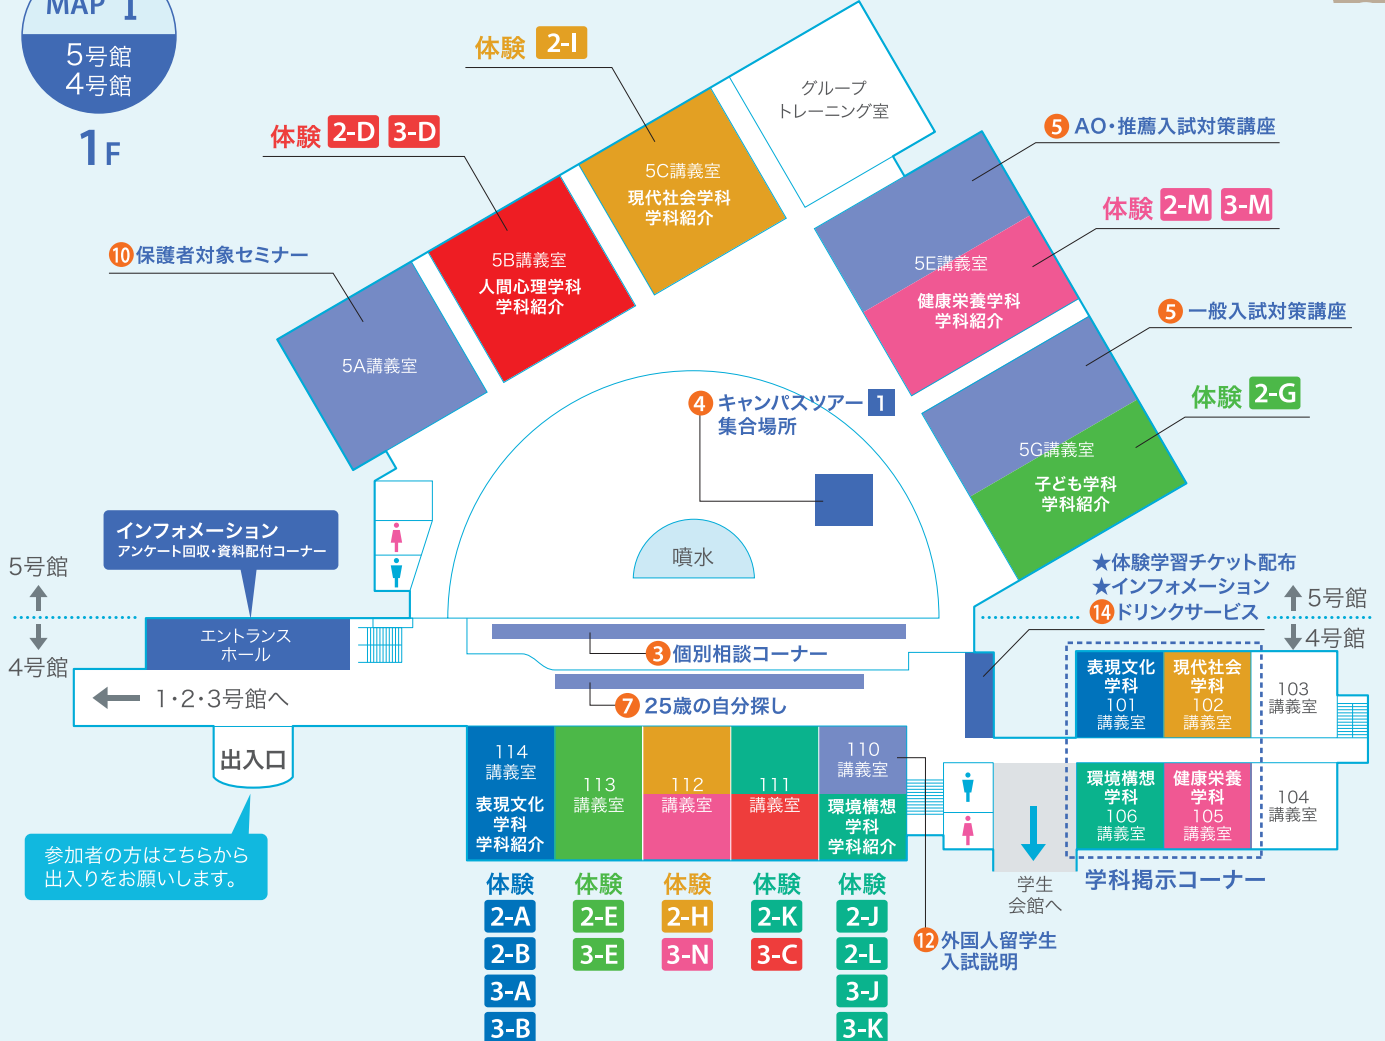 MAP 1
5号館
4号館
1F
体験 2-I
グループ
トレーニング室
体験 2-D 3-D
5C講義室
現代社会学科
学科紹介
5 AO・推薦入試対策講座
体験 2-M 3-M
10 保護者対象セミナー
5B講義室
人間心理学科
学科紹介
5E講義室
健康栄養学科
学科紹介
5 一般入試対策講座
5A講義室
4 キャンパスツアー 1
集合場所
体験 2-G
5G講義室
子ども学科
学科紹介
インフォメーション
アンケート回収・資料配付コーナー
噴水
5号館
4号館
★体験学習チケット配布
★インフォメーション
14 ドリンクサービス
5号館
4号館
エントランス
ホール
3 個別相談コーナー
1・2・3号館へ
7 25歳の自分探し
表現文化
学科
101
講義室
現代社会
学科
102
講義室
103
講義室
出入口
114
講義室
表現文化
学科
学科紹介
113
講義室
112
講義室
111
講義室
110
講義室
環境構想
学科
学科紹介
環境構想
学科
106
講義室
健康栄養
学科
105
講義室
104
講義室
参加者の方はこちらから
出入りをお願いします。
学生
会館へ
学科掲示コーナー
体験
2-A
2-B
3-A
3-B
体験
2-E
3-E
体験
2-H
3-N
体験
2-K
3-C
体験
2-J
2-L
3-J
3-K
12 外国人留学生
入試説明